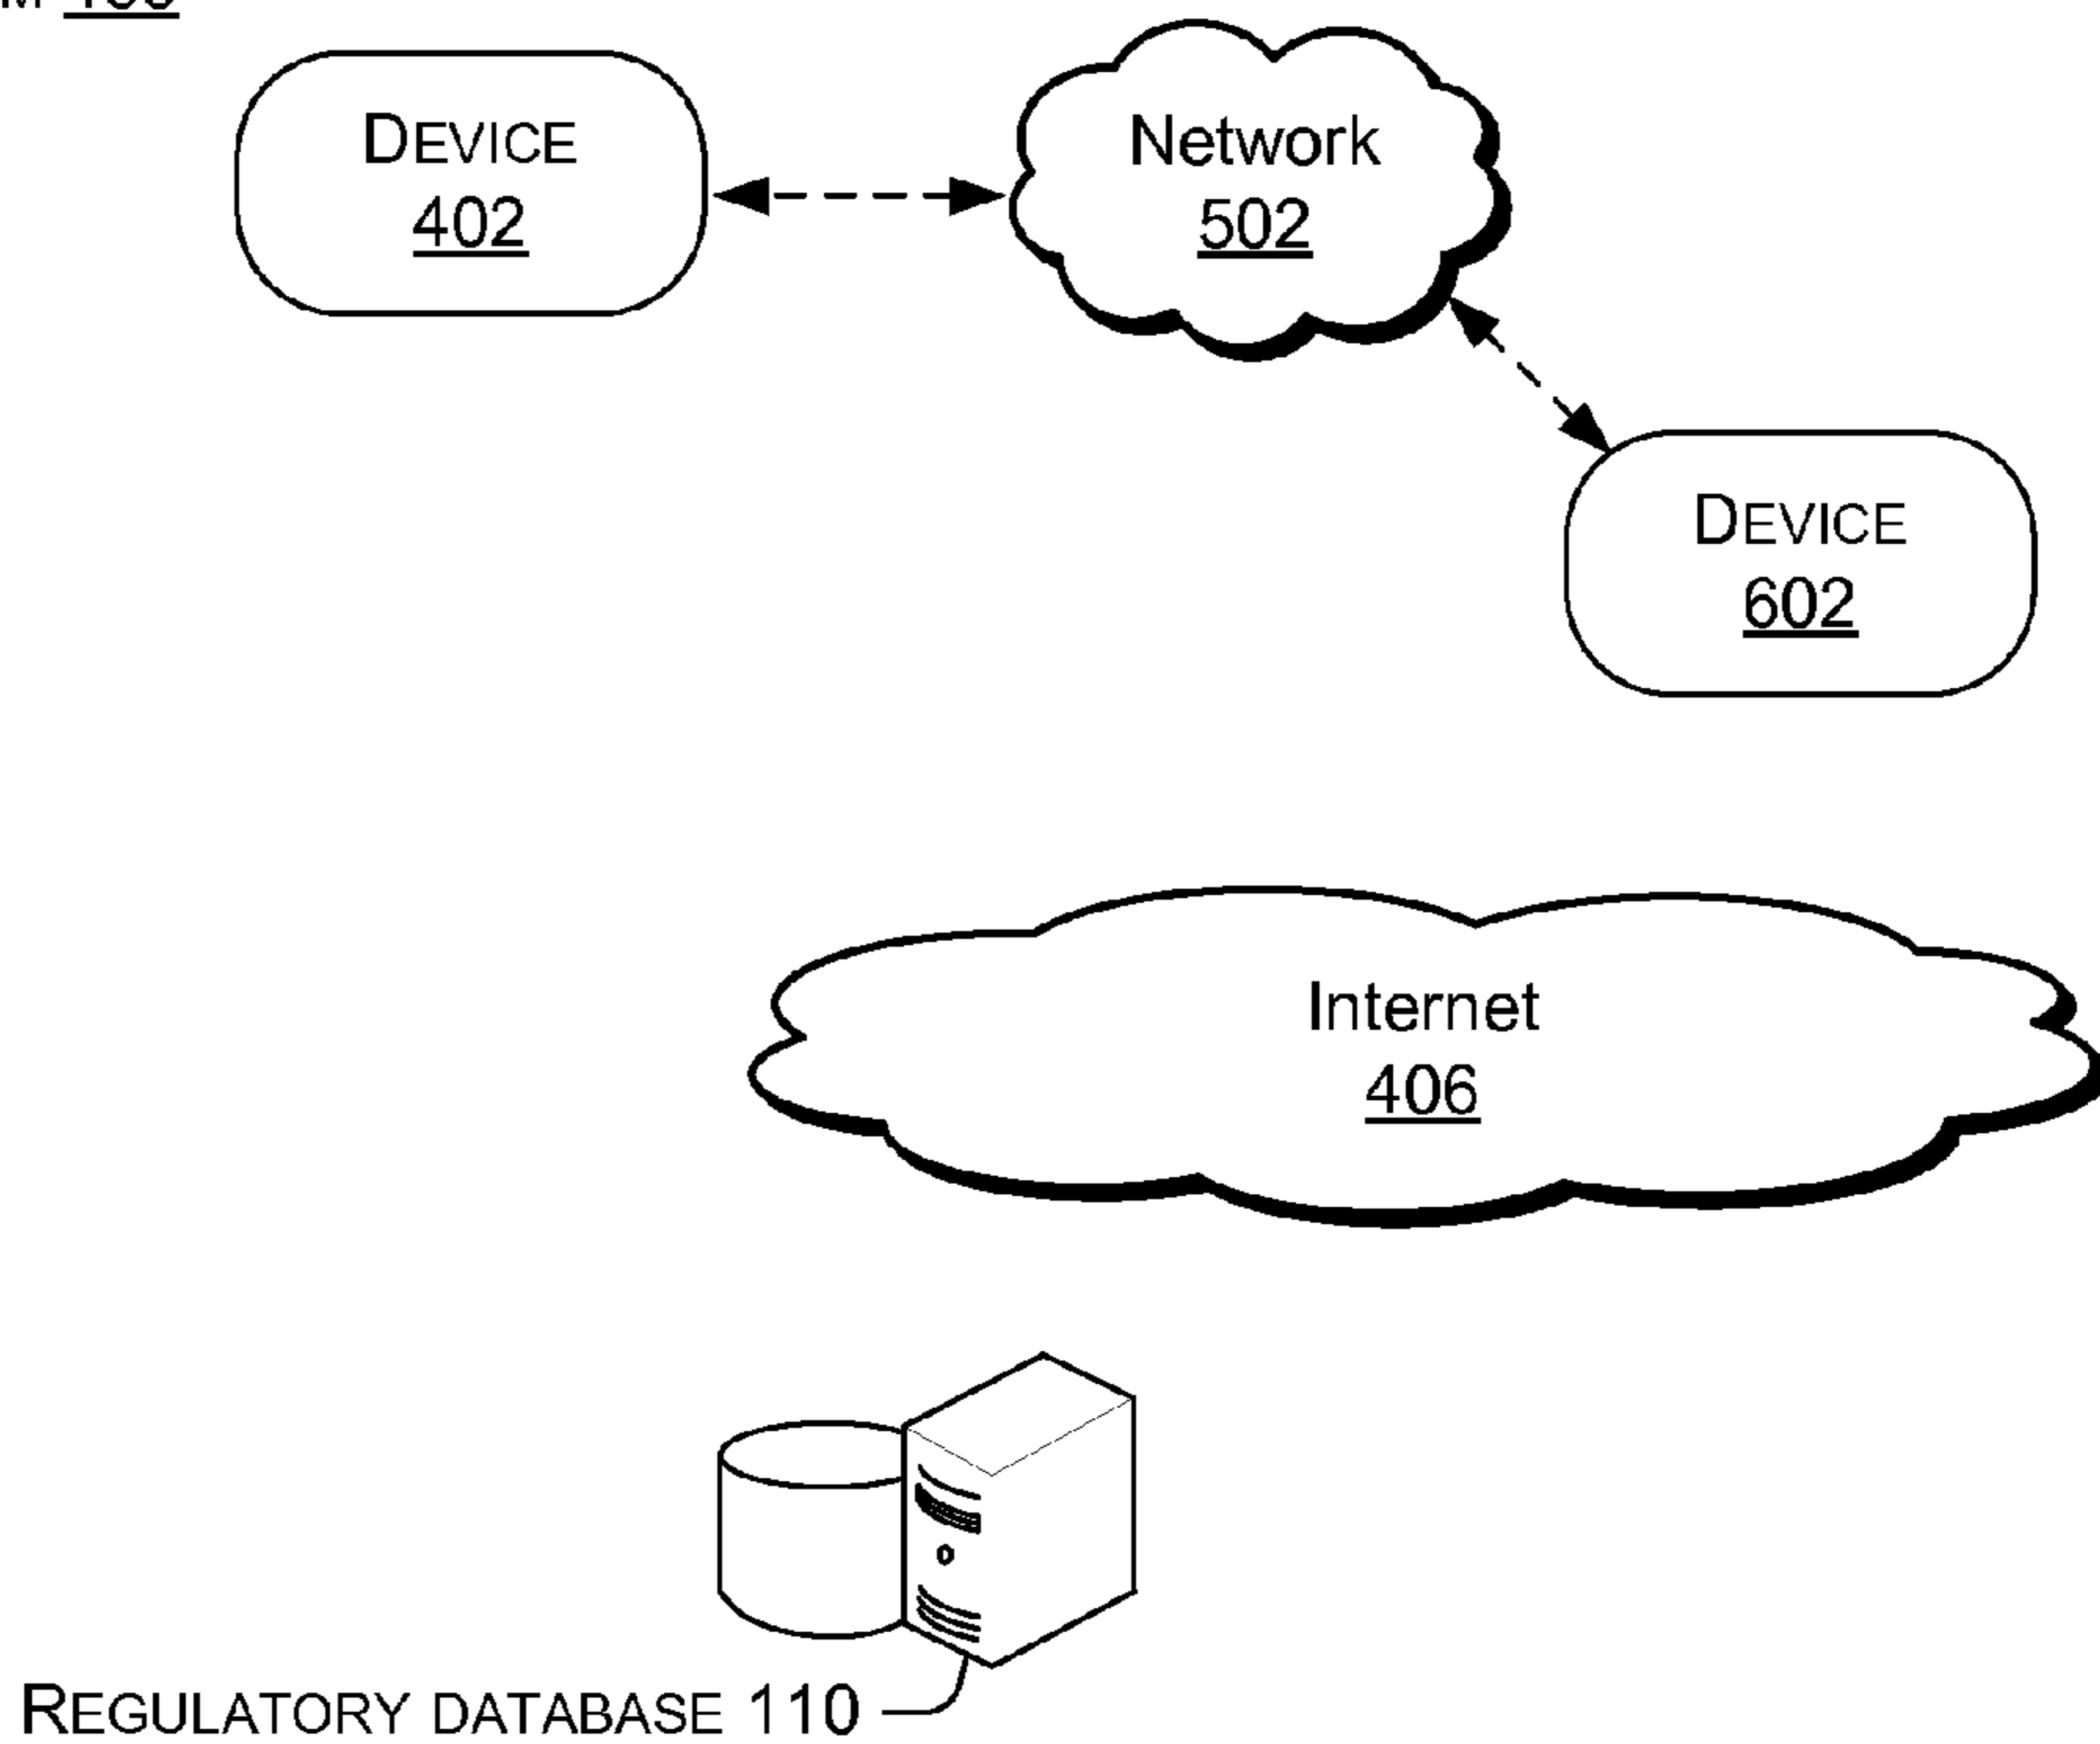 DEVICE
402
Network
502
DEVICE
602
Internet
406
REGULATORY DATABASE 110